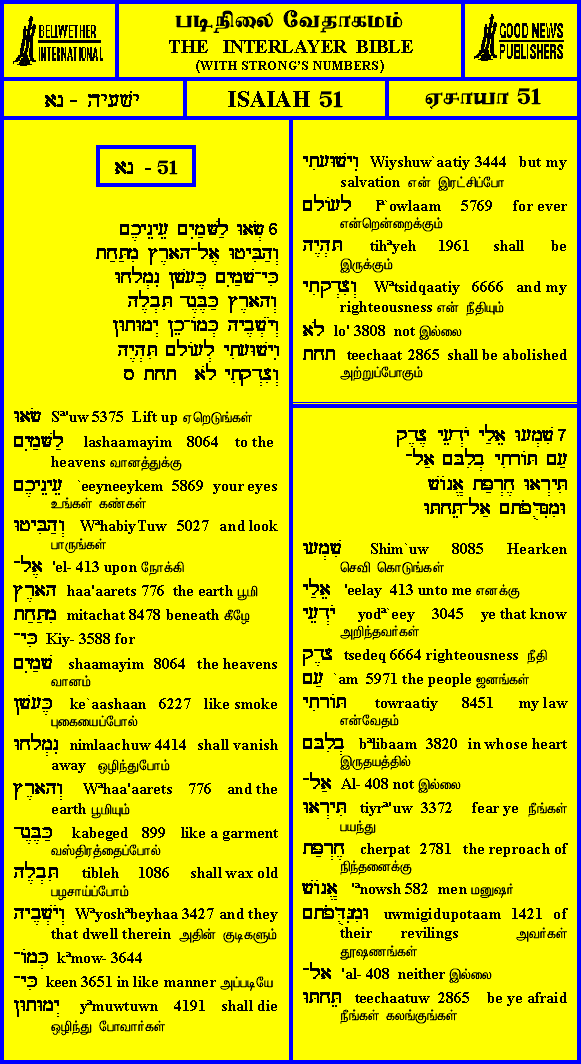 BELLWETHER
INTERNATIONAL
படிநிலை வேதாகமம்
THE INTERLAYER BIBLE
(WITH STRONG'S NUMBERS)
GOOD NEWS
PUBLISHERS
ישעיה - נא
ISAIAH 51
ஏசாயா 51
נא - 51
6 שְׂאוּ לַשָּׁמַיִם עֵינֵיכֶם
וְהַבִּיטוּ אֶל־הָאָרֶץ מִתַּחַת
כִּי־שָׁמַיִם כֶּעָשָׁן נִמְלָחוּ
וְהָאָרֶץ כַּבֶּגֶד תִּבְלֶה
וְיֹשְׁבֶיהָ כְּמוֹ־כֵן יְמוּתוּן
וִישׁוּעָתִי לְעוֹלָם תִּהְיֶה
וְצִדְקָתִי לֹא תֵחָת ס
שְׂאוּ Sª'uw 5375 Lift up ஏறெடுங்கள்
לַשָּׁמַיִם lashaamayim 8064 to the
heavens வானத்துக்கு
עֵינֵיכֶם `eeyneeykem 5869 your eyes
உங்கள் கண்கள்
וְהַבִּיטוּ WªhabiyTuw 5027 and look
பாருங்கள்
אֶל־ 'el- 413 upon நோக்கி
הָאָרֶץ haa'aarets 776 the earth பூமி
מִתַּחַת mitachat 8478 beneath கீழே
כִּי־ Kiy- 3588 for
שָׁמַיִם shaamayim 8064 the heavens
வானம்
כֶּעָשָׁן ke`aashaan 6227 like smoke
புகையைப்போல்
נִמְלָחוּ nimlaachuw 4414 shall vanish
away ஒழிந்துபோம்
וְהָאָרֶץ Wªhaa'aarets 776 and the
earth பூமியும்
כַּבֶּגֶד kabeged 899 like a garment
வஸ்திரத்தைப்போல்
תִּבְלֶה tibleh 1086 shall wax old
பழசாய்ப்போம்
וְיֹשְׁבֶיהָ Wªyoshªbeyhaa 3427 and they
that dwell therein அதின் குடிகளும்
כְּמוֹ־ kªmow- 3644
כִּי־ keen 3651 in like manner அப்படியே
יְמוּתוּן yªmuwtuwn 4191 shall die
ஒழிந்து போவார்கள்
וִישׁוּעָתִי Wiyshuw`aatiy 3444 but my
salvation என் இரட்சிப்போ
לְעוֹלָם lª`owlaam 5769 for ever
என்றென்றைக்கும்
תִּהְיֶה tihªyeh 1961 shall be
இருக்கும்
וְצִדְקָתִי Wªtsidqaatiy 6666 and my
righteousness என் நீதியும்
לֹא lo' 3808 not இல்லை
תֵחָת teechaat 2865 shall be abolished
அற்றுப்போகும்
7 שִׁמְעוּ אֵלַי יֹדְעֵי צֶדֶק
עַם תּוֹרָתִי בְלִבָּם אַל־
תִּירְאוּ חֶרְפַּת אֱנוֹשׁ
וּמִגִּדֻּפֹתָם אַל־תֵּחָתּוּ
שִׁמְעוּ Shim`uw 8085 Hearken
செவி கொடுங்கள்
אֵלַי 'eelay 413 unto me எனக்கு
יֹדְעֵי yodª`eey 3045 ye that know
அறிந்தவர்கள்
צֶדֶק tsedeq 6664 righteousness நீதி
עַם `am 5971 the people ஜனங்கள்
תּוֹרָתִי towraatiy 8451 my law
என்வேதம்
בְלִבָּם bªlibaam 3820 in whose heart
இருதயத்தில்
אַל־ Al- 408 not இல்லை
תִּירְאוּ tiyrª'uw 3372 fear ye நீங்கள்
பயந்து
חֶרְפַּת cherpat 2781 the reproach of
நிந்தனைக்கு
אֱנוֹשׁ 'ªnowsh 582 men மனுஷர்
וּמִגִּדֻּפֹתָם uwmigidupotaam 1421 of
their revilings அவர்கள்
தூஷணங்கள்
אַל־ 'al- 408 neither இல்லை
תֵּחָתּוּ teechaatuw 2865 be ye afraid
நீங்கள் கலங்குங்கள்